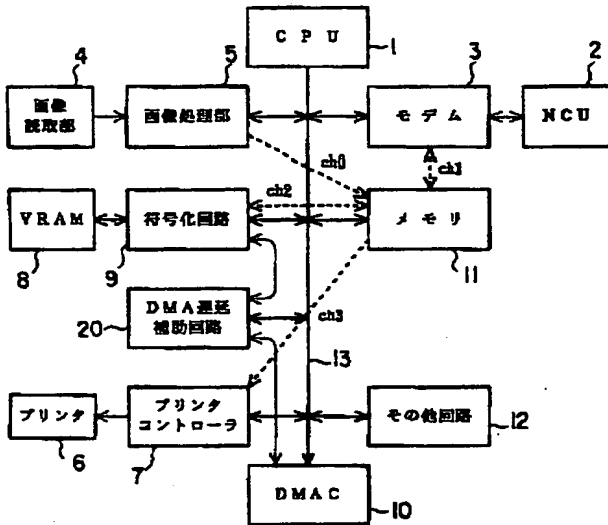 CPU
1
4
画像
読取部
5
画像処理部
3
モデム
2
NCU
ch0
ch1
ch2
VRAM
8
符号化回路
9
メモリ
11
DMA遅延
補助回路
20
ch3
13
プリンタ
6
プリンタ
コントローラ
7
その他回路
12
DMAC
10